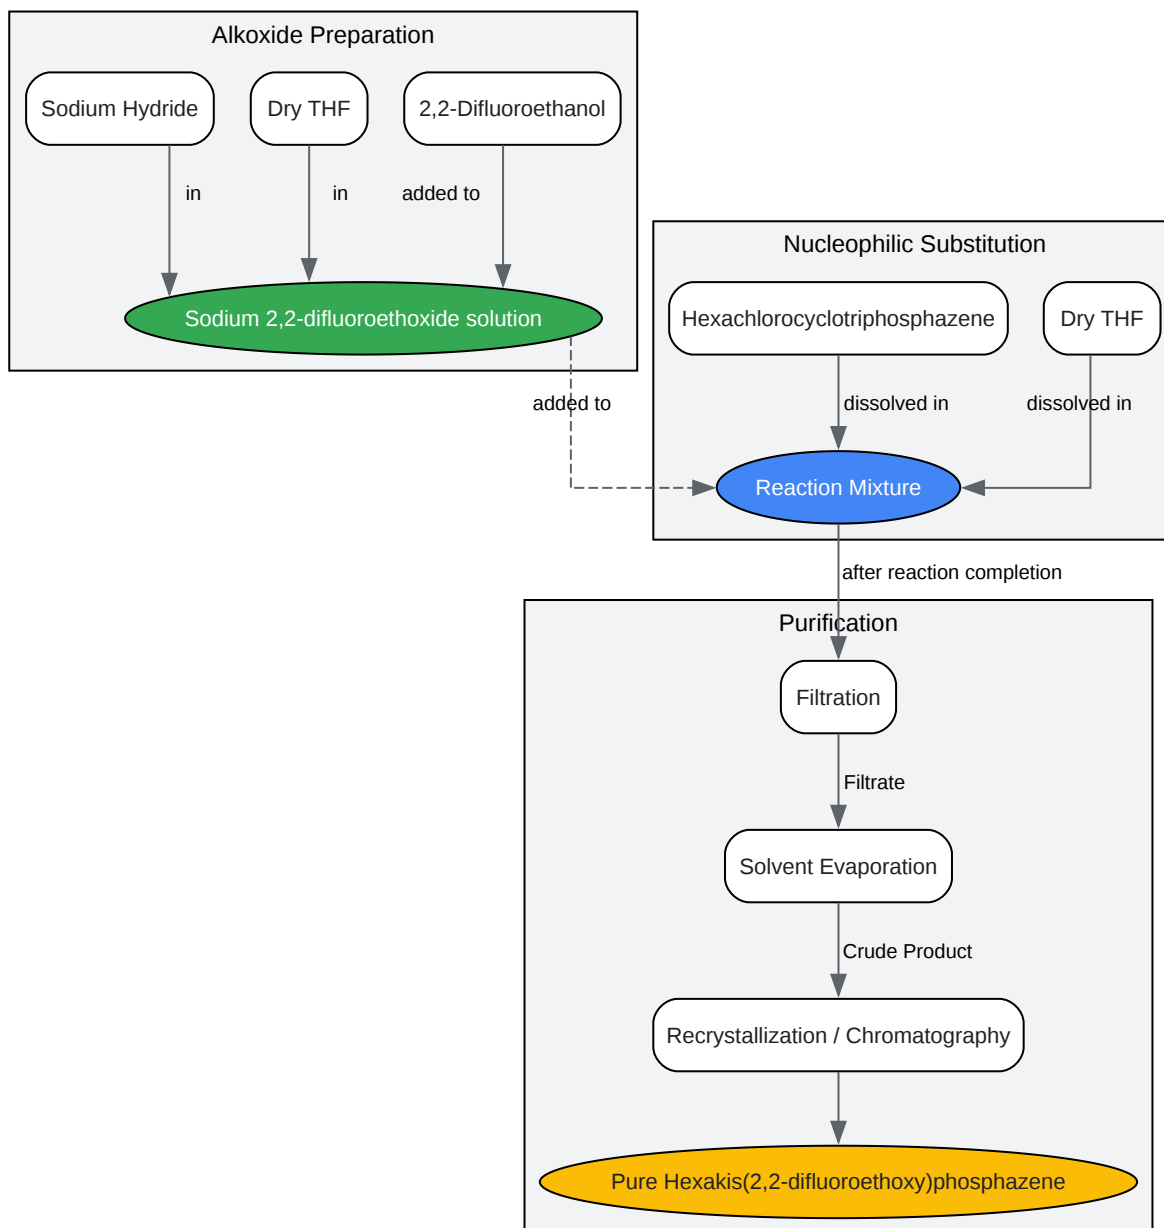 Alkoxide Preparation
Sodium Hydride
Dry THF
2,2-Difluoroethanol
in
in
added to
Sodium 2,2-difluoroethoxide solution
Nucleophilic Substitution
Hexachlorocyclotriphosphazene
Dry THF
added to
dissolved in
dissolved in
Reaction Mixture
after reaction completion
Purification
Filtration
Filtrate
Solvent Evaporation
Crude Product
Recrystallization / Chromatography
Pure Hexakis(2,2-difluoroethoxy)phosphazene